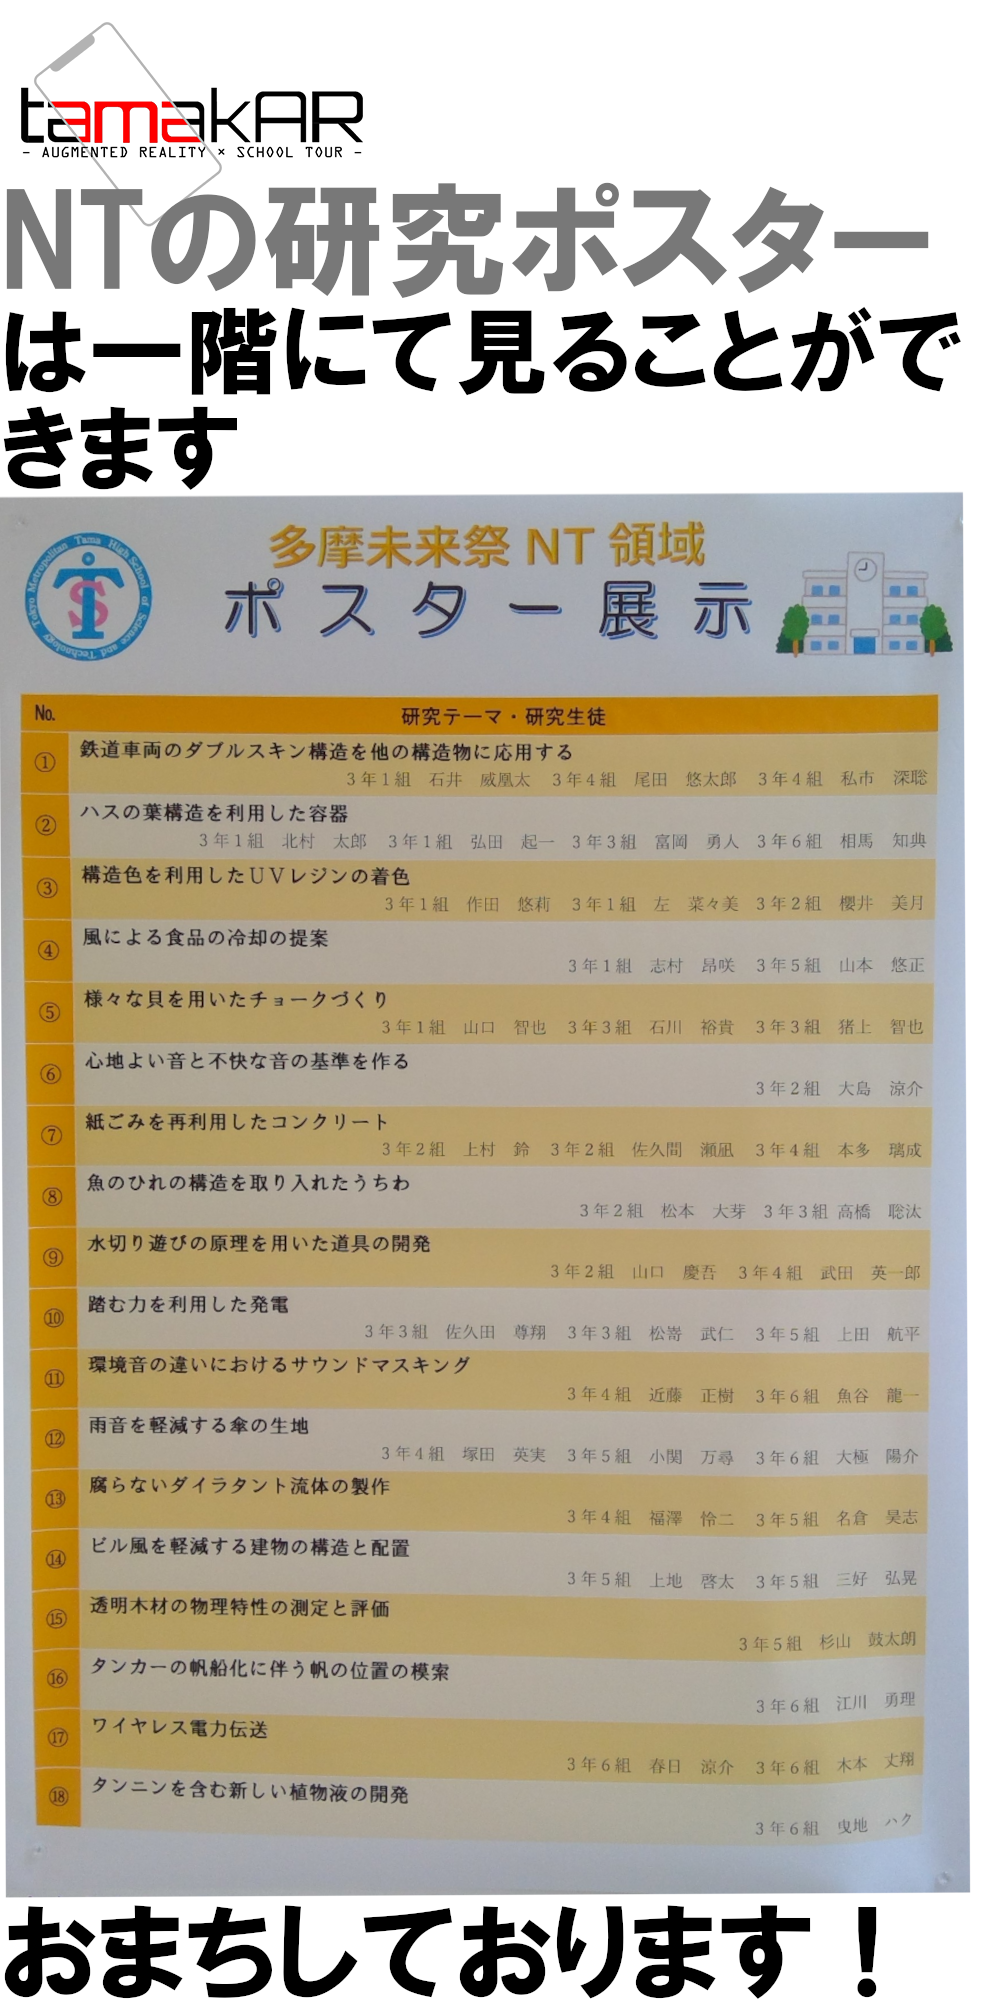 tamakAR
- AUGMENTED REALITY × SCHOOL TOUR -
NTの研究ポスター
は一階にて見ることがで
きます
Tokyo Metropolitan Tama High School of Science and Technology
TS
多摩未来祭 NT 領域
ポスター展示
No. 研究テーマ・研究生徒
① 鉄道車両のダブルスキン構造を他の構造物に応用する
3年1組 石井 威凰太 3年4組 尾田 悠太郎 3年4組 私市 深聡
② ハスの葉構造を利用した容器
3年1組 北村 太郎 3年1組 弘田 起一 3年3組 富岡 勇人 3年6組 相馬 知典
③ 構造色を利用したUVレジンの着色
3年1組 作田 悠莉 3年1組 左 菜々美 3年2組 櫻井 美月
④ 風による食品の冷却の提案
3年1組 志村 昂咲 3年5組 山本 悠正
⑤ 様々な貝を用いたチョークづくり
3年1組 山口 智也 3年3組 石川 裕貴 3年3組 猪上 智也
⑥ 心地よい音と不快な音の基準を作る
3年2組 大島 涼介
⑦ 紙ごみを再利用したコンクリート
3年2組 上村 鈴 3年2組 佐久間 瀬凪 3年4組 本多 璃成
⑧ 魚のひれの構造を取り入れたうちわ
3年2組 松本 大芽 3年3組 高橋 聡汰
⑨ 水切り遊びの原理を用いた道具の開発
3年2組 山口 慶吾 3年4組 武田 英一郎
⑩ 踏む力を利用した発電
3年3組 佐久田 尊翔 3年3組 松嵜 武仁 3年5組 上田 航平
⑪ 環境音の違いにおけるサウンドマスキング
3年4組 近藤 正樹 3年6組 魚谷 龍一
⑫ 雨音を軽減する傘の生地
3年4組 塚田 英実 3年5組 小関 万尋 3年6組 大極 陽介
⑬ 腐らないダイラタント流体の製作
3年4組 福澤 怜二 3年5組 名倉 昊志
⑭ ビル風を軽減する建物の構造と配置
3年5組 上地 啓太 3年5組 三好 弘晃
⑮ 透明木材の物理特性の測定と評価
3年5組 杉山 鼓太朗
⑯ タンカーの帆船化に伴う帆の位置の模索
3年6組 江川 勇理
⑰ ワイヤレス電力伝送
3年6組 春日 涼介 3年6組 木本 丈翔
⑱ タンニンを含む新しい植物液の開発
3年6組 曳地 ハク
おまちしております！